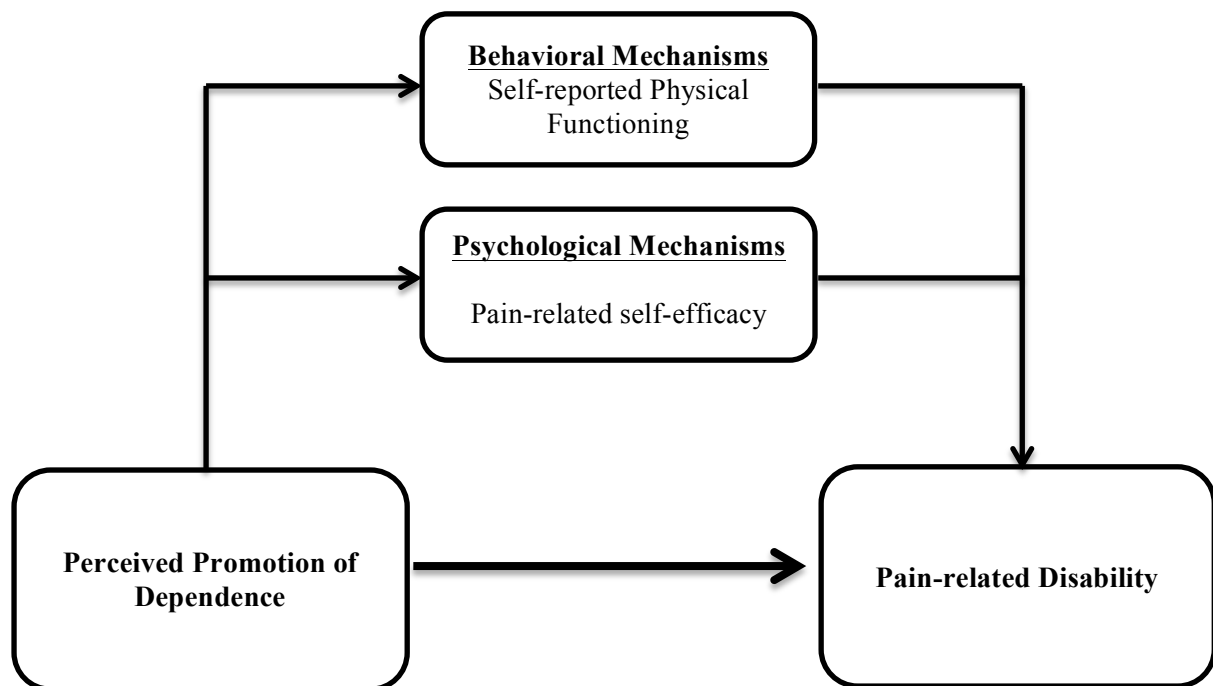 Behavioral Mechanisms
Self-reported Physical
Functioning
Psychological Mechanisms
Pain-related self-efficacy
Perceived Promotion of
Dependence
Pain-related Disability